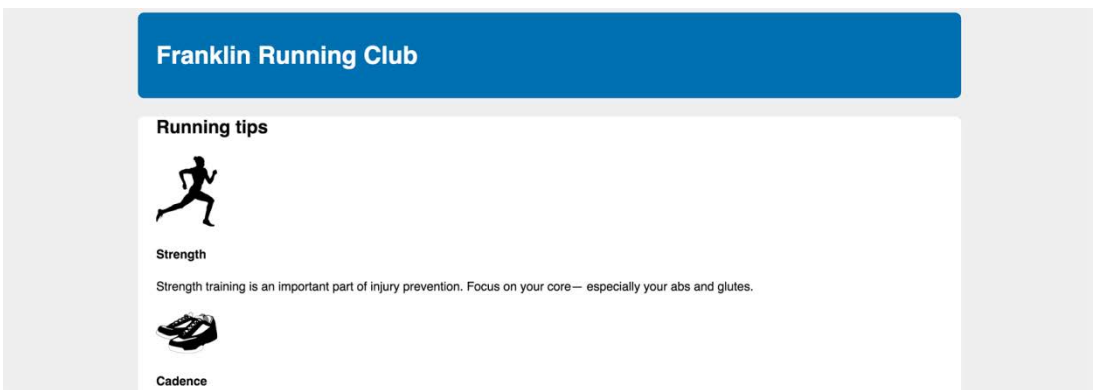 Franklin Running Club
Running tips
Strength
Strength training is an important part of injury prevention. Focus on your core— especially your abs and glutes.
Cadence